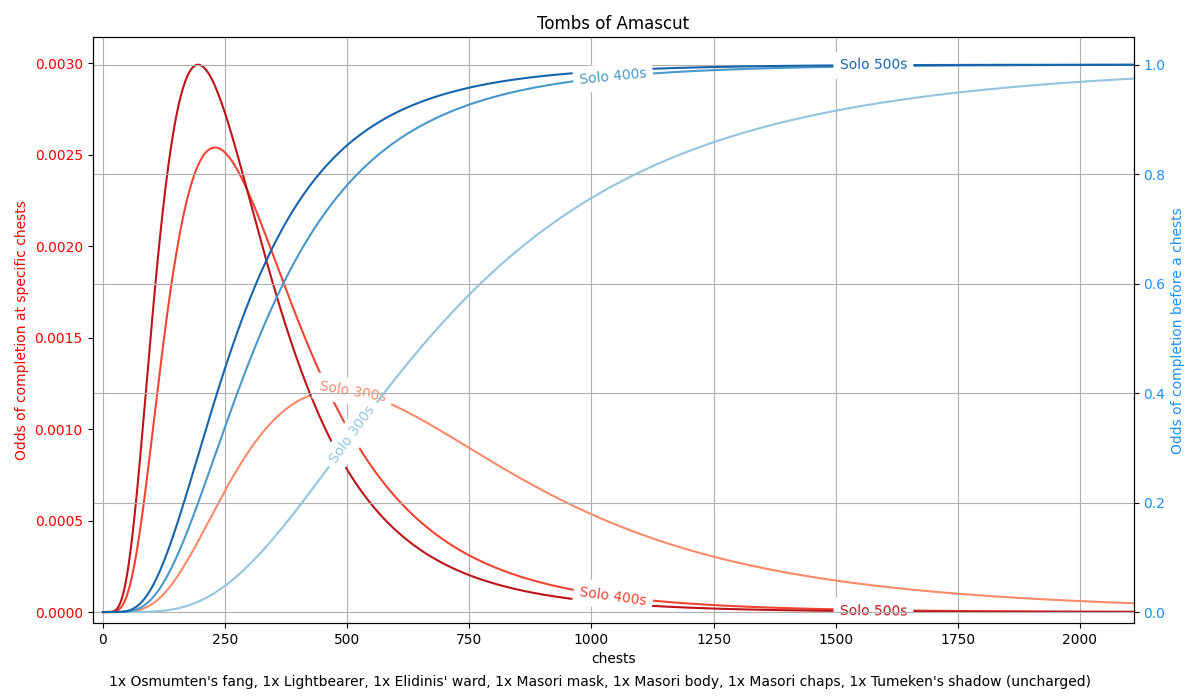 Tombs of Amascut
Odds of completion at specific chests
0.0030
0.0025
0.0020
0.0015
0.0010
0.0005
0.0000
Solo 300s
Solo 400s
Solo 500s
Solo 300s
Solo 400s
Solo 500s
1.0
0.8
0.6
0.4
0.2
0.0
Odds of completion before a chests
0 250 500 750 1000 1250 1500 1750 2000
chests
1x Osmumten's fang, 1x Lightbearer, 1x Elidinis' ward, 1x Masori mask, 1x Masori body, 1x Masori chaps, 1x Tumeken's shadow (uncharged)